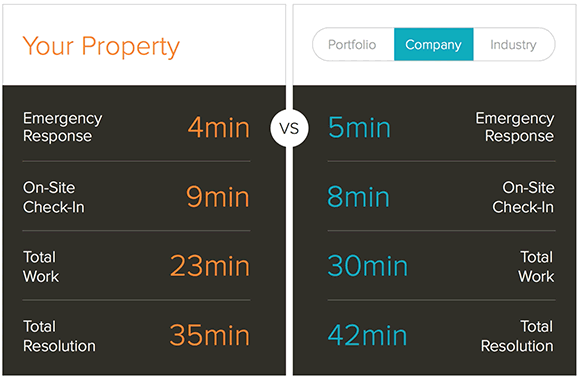 Your Property
Portfolio Company Industry
VS
Emergency
Response
4min
5min
Emergency
Response
On-Site
Check-In
9min
8min
On-Site
Check-In
Total
Work
23min
30min
Total
Work
Total
Resolution
35min
42min
Total
Resolution